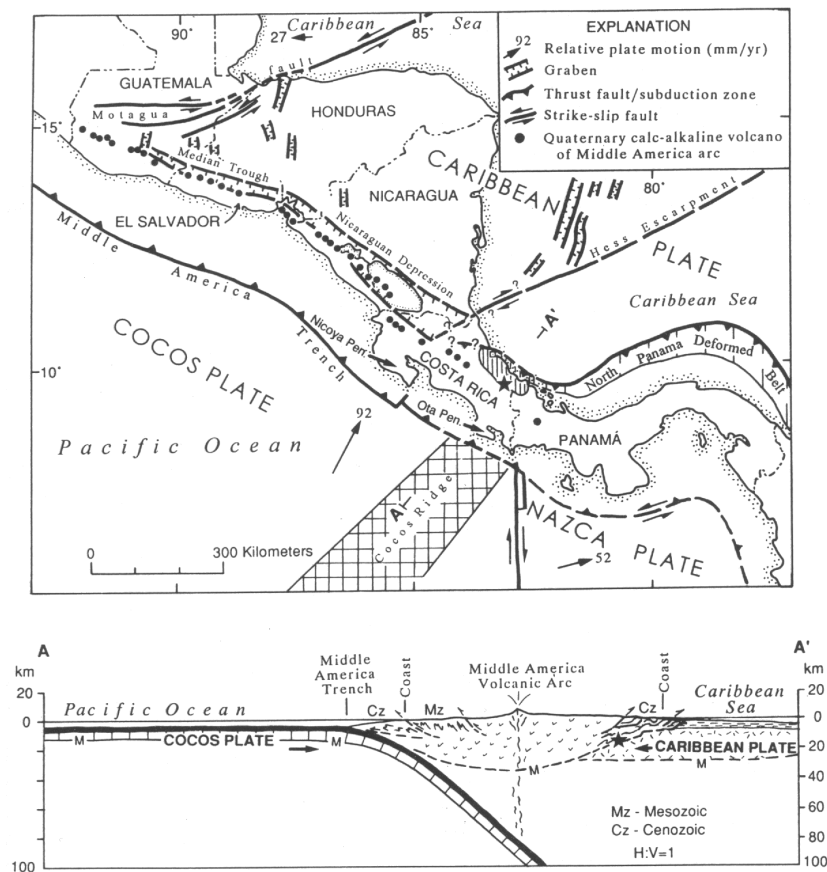 90
Caribbean Sea
85
27
fault
GUATEMALA
Motagua
HONDURAS
15
EXPLANATION
92 Relative plate motion (mm/yr)
Graben
Thrust fault/subduction zone
Strike-slip fault
Quaternary calc-alkaline volcano
of Middle America arc
Median Trough
CARIBBEAN
80
NICARAGUA
EL SALVADOR
Hess Escarpment
Nicaraguan Depression
PLATE
Middle America Trench
?
A'
Caribbean Sea
COCOS PLATE
Nicoya Pen.
? ?
?
COSTA RICA
North Panama Deformed Belt
10
Ota Pen.
92
PANAMÁ
Pacific Ocean
A
Cocos Ridge
NAZCA
PLATE
0 300 Kilometers
52
A A'
km Middle America Trench Coast Middle America Volcanic Arc Coast Caribbean Sea km
20 Pacific Ocean Cz Mz Cz 20
0 0
M COCOS PLATE M CARIBBEAN PLATE 20
M M 40
Mz - Mesozoic
Cz - Cenozoic 60
80
H:V=1
100 100